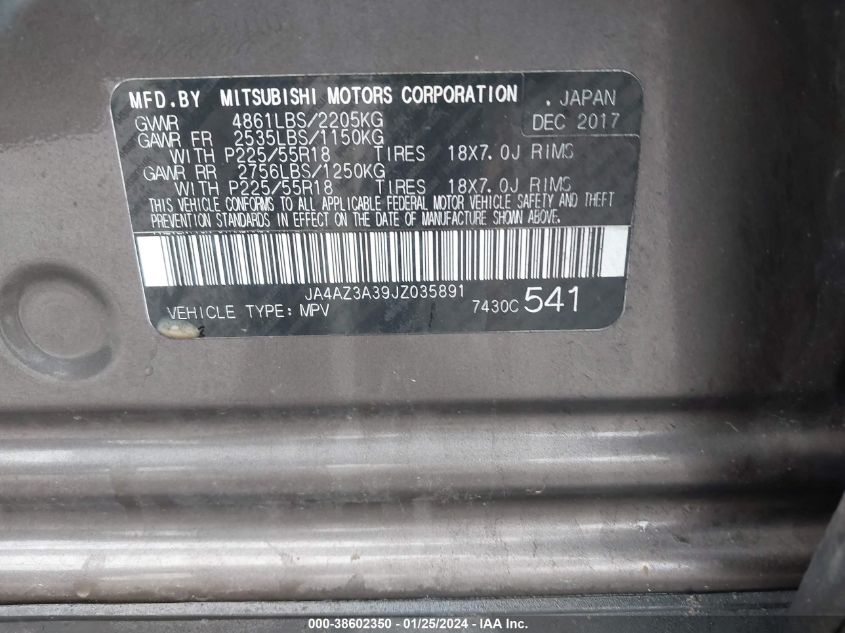 MFD.BY MITSUBISHI MOTORS CORPORATION . JAPAN
GVWR 4861LBS/2205KG DEC 2017
GAWR FR 2535LBS/1150KG
WITH P225/55R18 TIRES 18X7.0J RIMS
GAWR RR 2756LBS/1250KG
WITH P225/55R18 TIRES 18X7.0J RIMS
THIS VEHICLE CONFORMS TO ALL APPLICABLE FEDERAL MOTOR VEHICLE SAFETY AND THEFT
PREVENTION STANDARDS IN EFFECT ON THE DATE OF MANUFACTURE SHOWN ABOVE.
JA4AZ3A39JZ035891
VEHICLE TYPE: MPV 7430C 541
000-38602350 - 01/25/2024 - IAAI Inc.